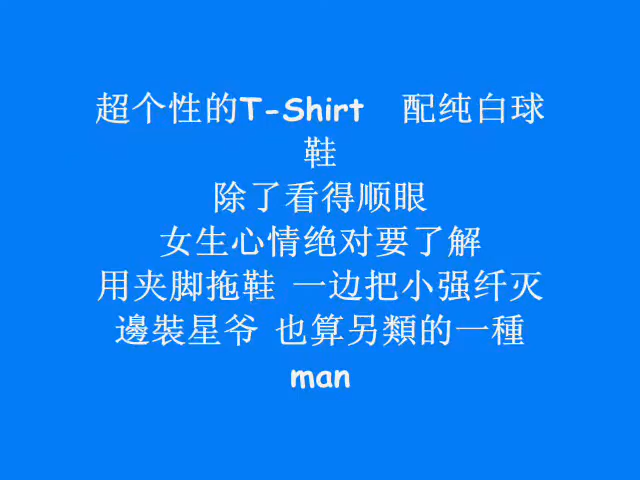 超个性的T-Shirt　配纯白球
鞋
除了看得顺眼
女生心情绝对要了解
用夹脚拖鞋 一边把小强纤灭
邊裝星爷 也算另類的一種
man